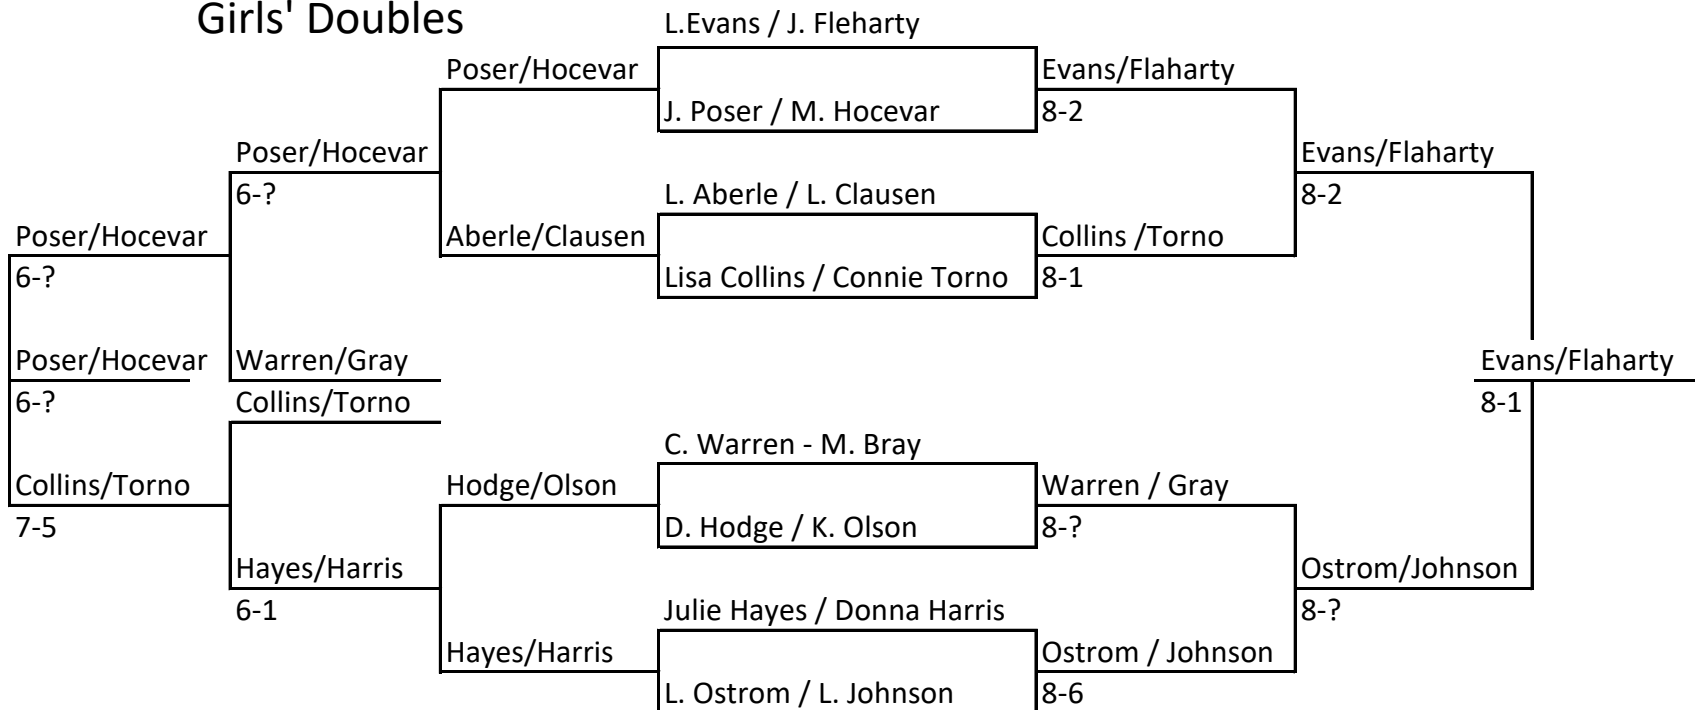 Girls' Doubles
L.Evans / J. Fleharty
Poser/Hocevar
Evans/Flaharty
J. Poser / M. Hocevar
8-2
Poser/Hocevar
Evans/Flaharty
6-?
L. Aberle / L. Clausen
8-2
Poser/Hocevar
Aberle/Clausen
Collins /Torno
6-?
Lisa Collins / Connie Torno
8-1
Poser/Hocevar
Warren/Gray
Evans/Flaharty
6-?
Collins/Torno
8-1
C. Warren - M. Bray
Collins/Torno
Hodge/Olson
Warren / Gray
7-5
D. Hodge / K. Olson
8-?
Hayes/Harris
Ostrom/Johnson
6-1
Julie Hayes / Donna Harris
8-?
Hayes/Harris
Ostrom / Johnson
L. Ostrom / L. Johnson
8-6